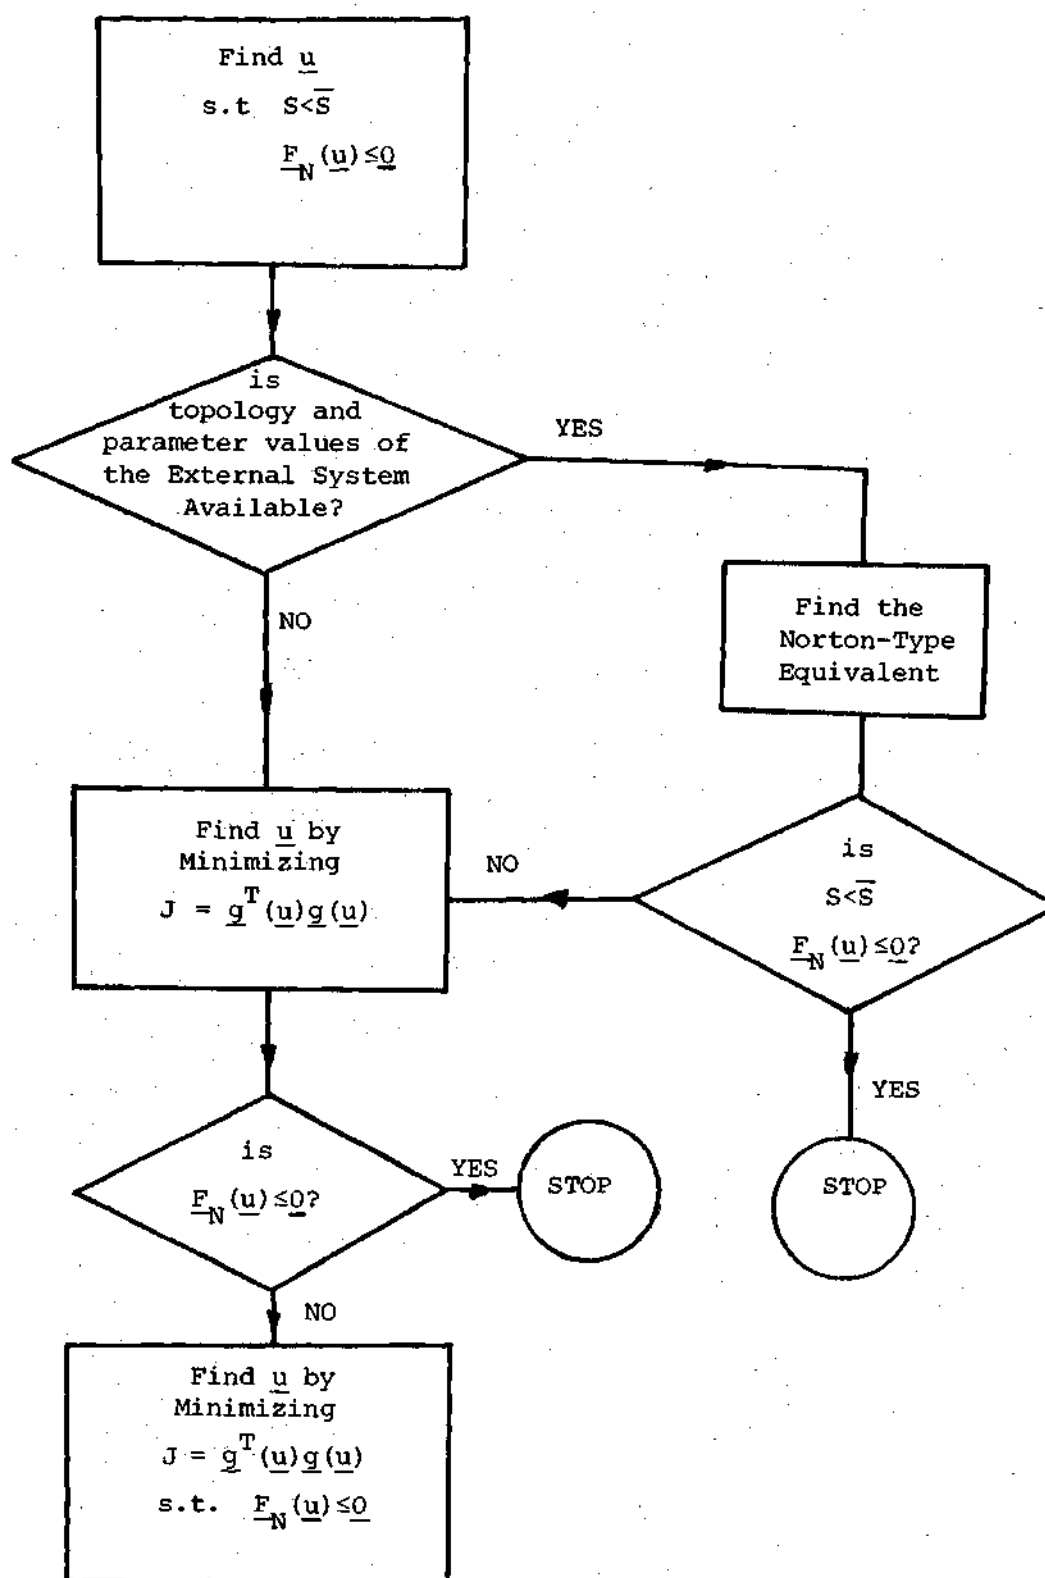 Find u
s.t S<S̅
F_N(u)≤0
is
topology and
parameter values of
the External System
Available?
YES
NO
Find the
Norton-Type
Equivalent
Find u by
Minimizing
J = g^T(u)g(u)
NO
is
S<S̅
F_N(u)≤0?
YES
STOP
is
F_N(u)≤0?
YES
STOP
NO
Find u by
Minimizing
J = g^T(u)g(u)
s.t. F_N(u)≤0